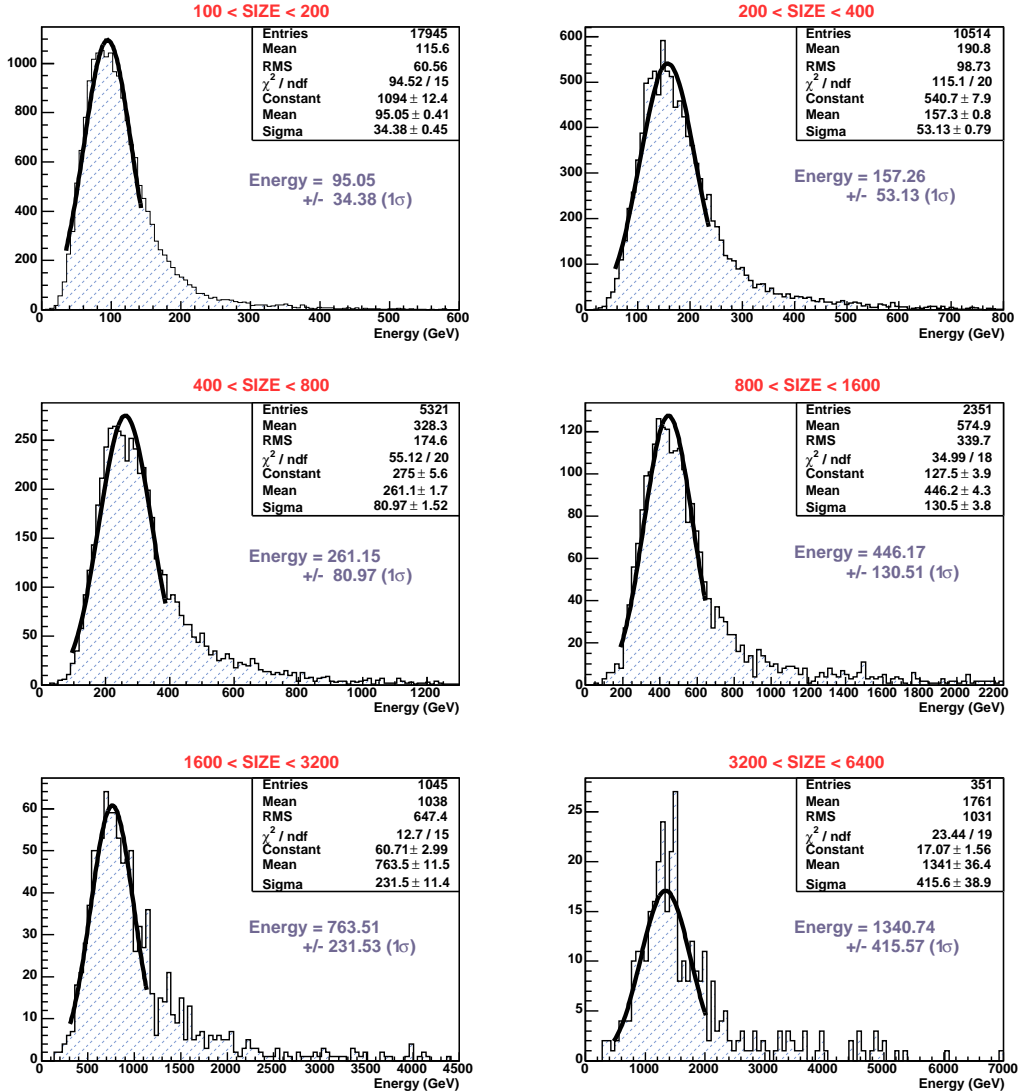 100 < SIZE < 200
Entries 17945
Mean 115.6
RMS 60.56
χ² / ndf 94.52 / 15
Constant 1094 ± 12.4
Mean 95.05 ± 0.41
Sigma 34.38 ± 0.45
Energy = 95.05
+/- 34.38 (1σ)
0 200 400 600 800 1000
0 100 200 300 400 500 600
Energy (GeV)
200 < SIZE < 400
Entries 10514
Mean 190.8
RMS 98.73
χ² / ndf 115.1 / 20
Constant 540.7 ± 7.9
Mean 157.3 ± 0.8
Sigma 53.13 ± 0.79
Energy = 157.26
+/- 53.13 (1σ)
0 100 200 300 400 500 600
0 100 200 300 400 500 600 700 800
Energy (GeV)
400 < SIZE < 800
Entries 5321
Mean 328.3
RMS 174.6
χ² / ndf 55.12 / 20
Constant 275 ± 5.6
Mean 261.1 ± 1.7
Sigma 80.97 ± 1.52
Energy = 261.15
+/- 80.97 (1σ)
0 50 100 150 200 250
0 200 400 600 800 1000 1200
Energy (GeV)
800 < SIZE < 1600
Entries 2351
Mean 574.9
RMS 339.7
χ² / ndf 34.99 / 18
Constant 127.5 ± 3.9
Mean 446.2 ± 4.3
Sigma 130.5 ± 3.8
Energy = 446.17
+/- 130.51 (1σ)
0 20 40 60 80 100 120
0 200 400 600 800 1000 1200 1400 1600 1800 2000 2200
Energy (GeV)
1600 < SIZE < 3200
Entries 1045
Mean 1038
RMS 647.4
χ² / ndf 12.7 / 15
Constant 60.71 ± 2.99
Mean 763.5 ± 11.5
Sigma 231.5 ± 11.4
Energy = 763.51
+/- 231.53 (1σ)
0 10 20 30 40 50 60
0 500 1000 1500 2000 2500 3000 3500 4000 4500
Energy (GeV)
3200 < SIZE < 6400
Entries 351
Mean 1761
RMS 1031
χ² / ndf 23.44 / 19
Constant 17.07 ± 1.56
Mean 1341 ± 36.4
Sigma 415.6 ± 38.9
Energy = 1340.74
+/- 415.57 (1σ)
0 5 10 15 20 25
0 1000 2000 3000 4000 5000 6000 7000
Energy (GeV)